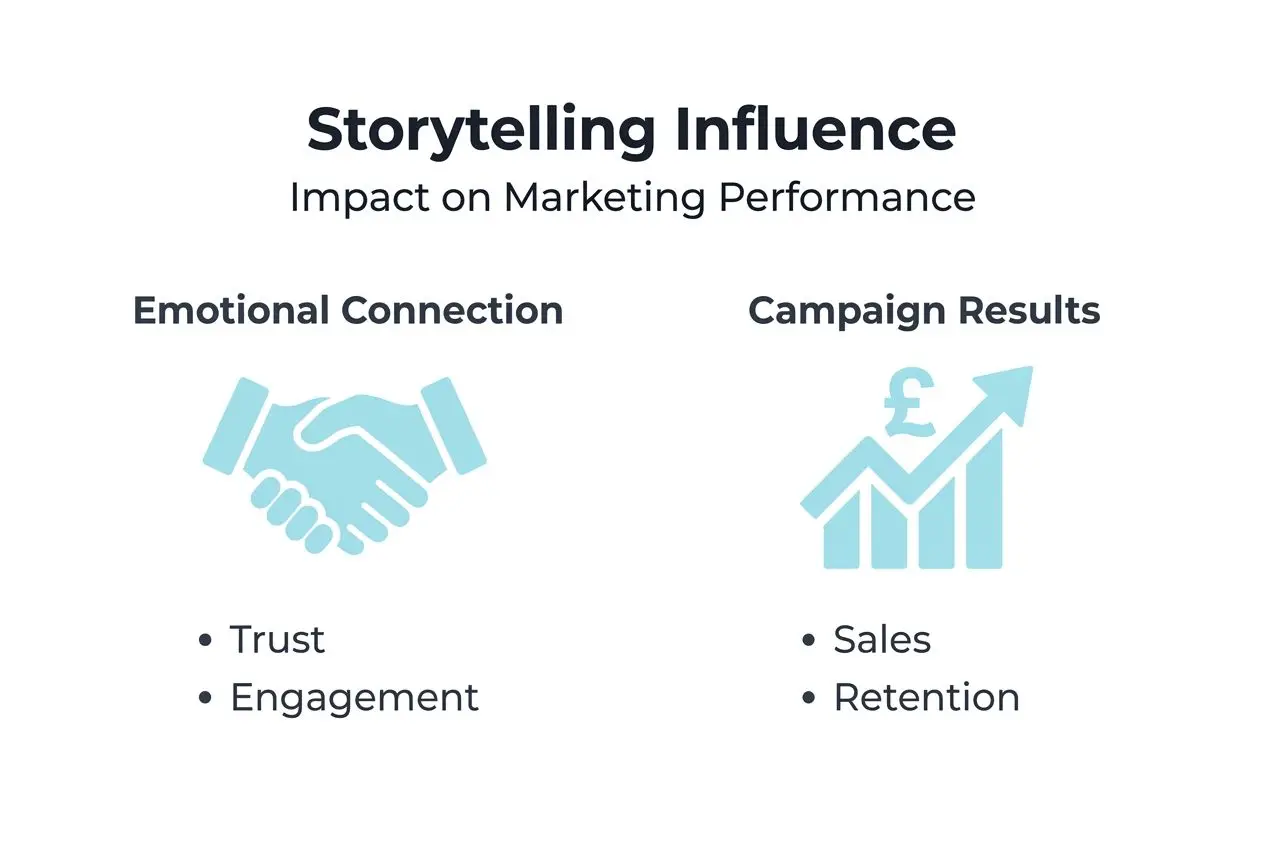 Storytelling Influence
Impact on Marketing Performance
Emotional Connection
• Trust
• Engagement
Campaign Results
£
• Sales
• Retention